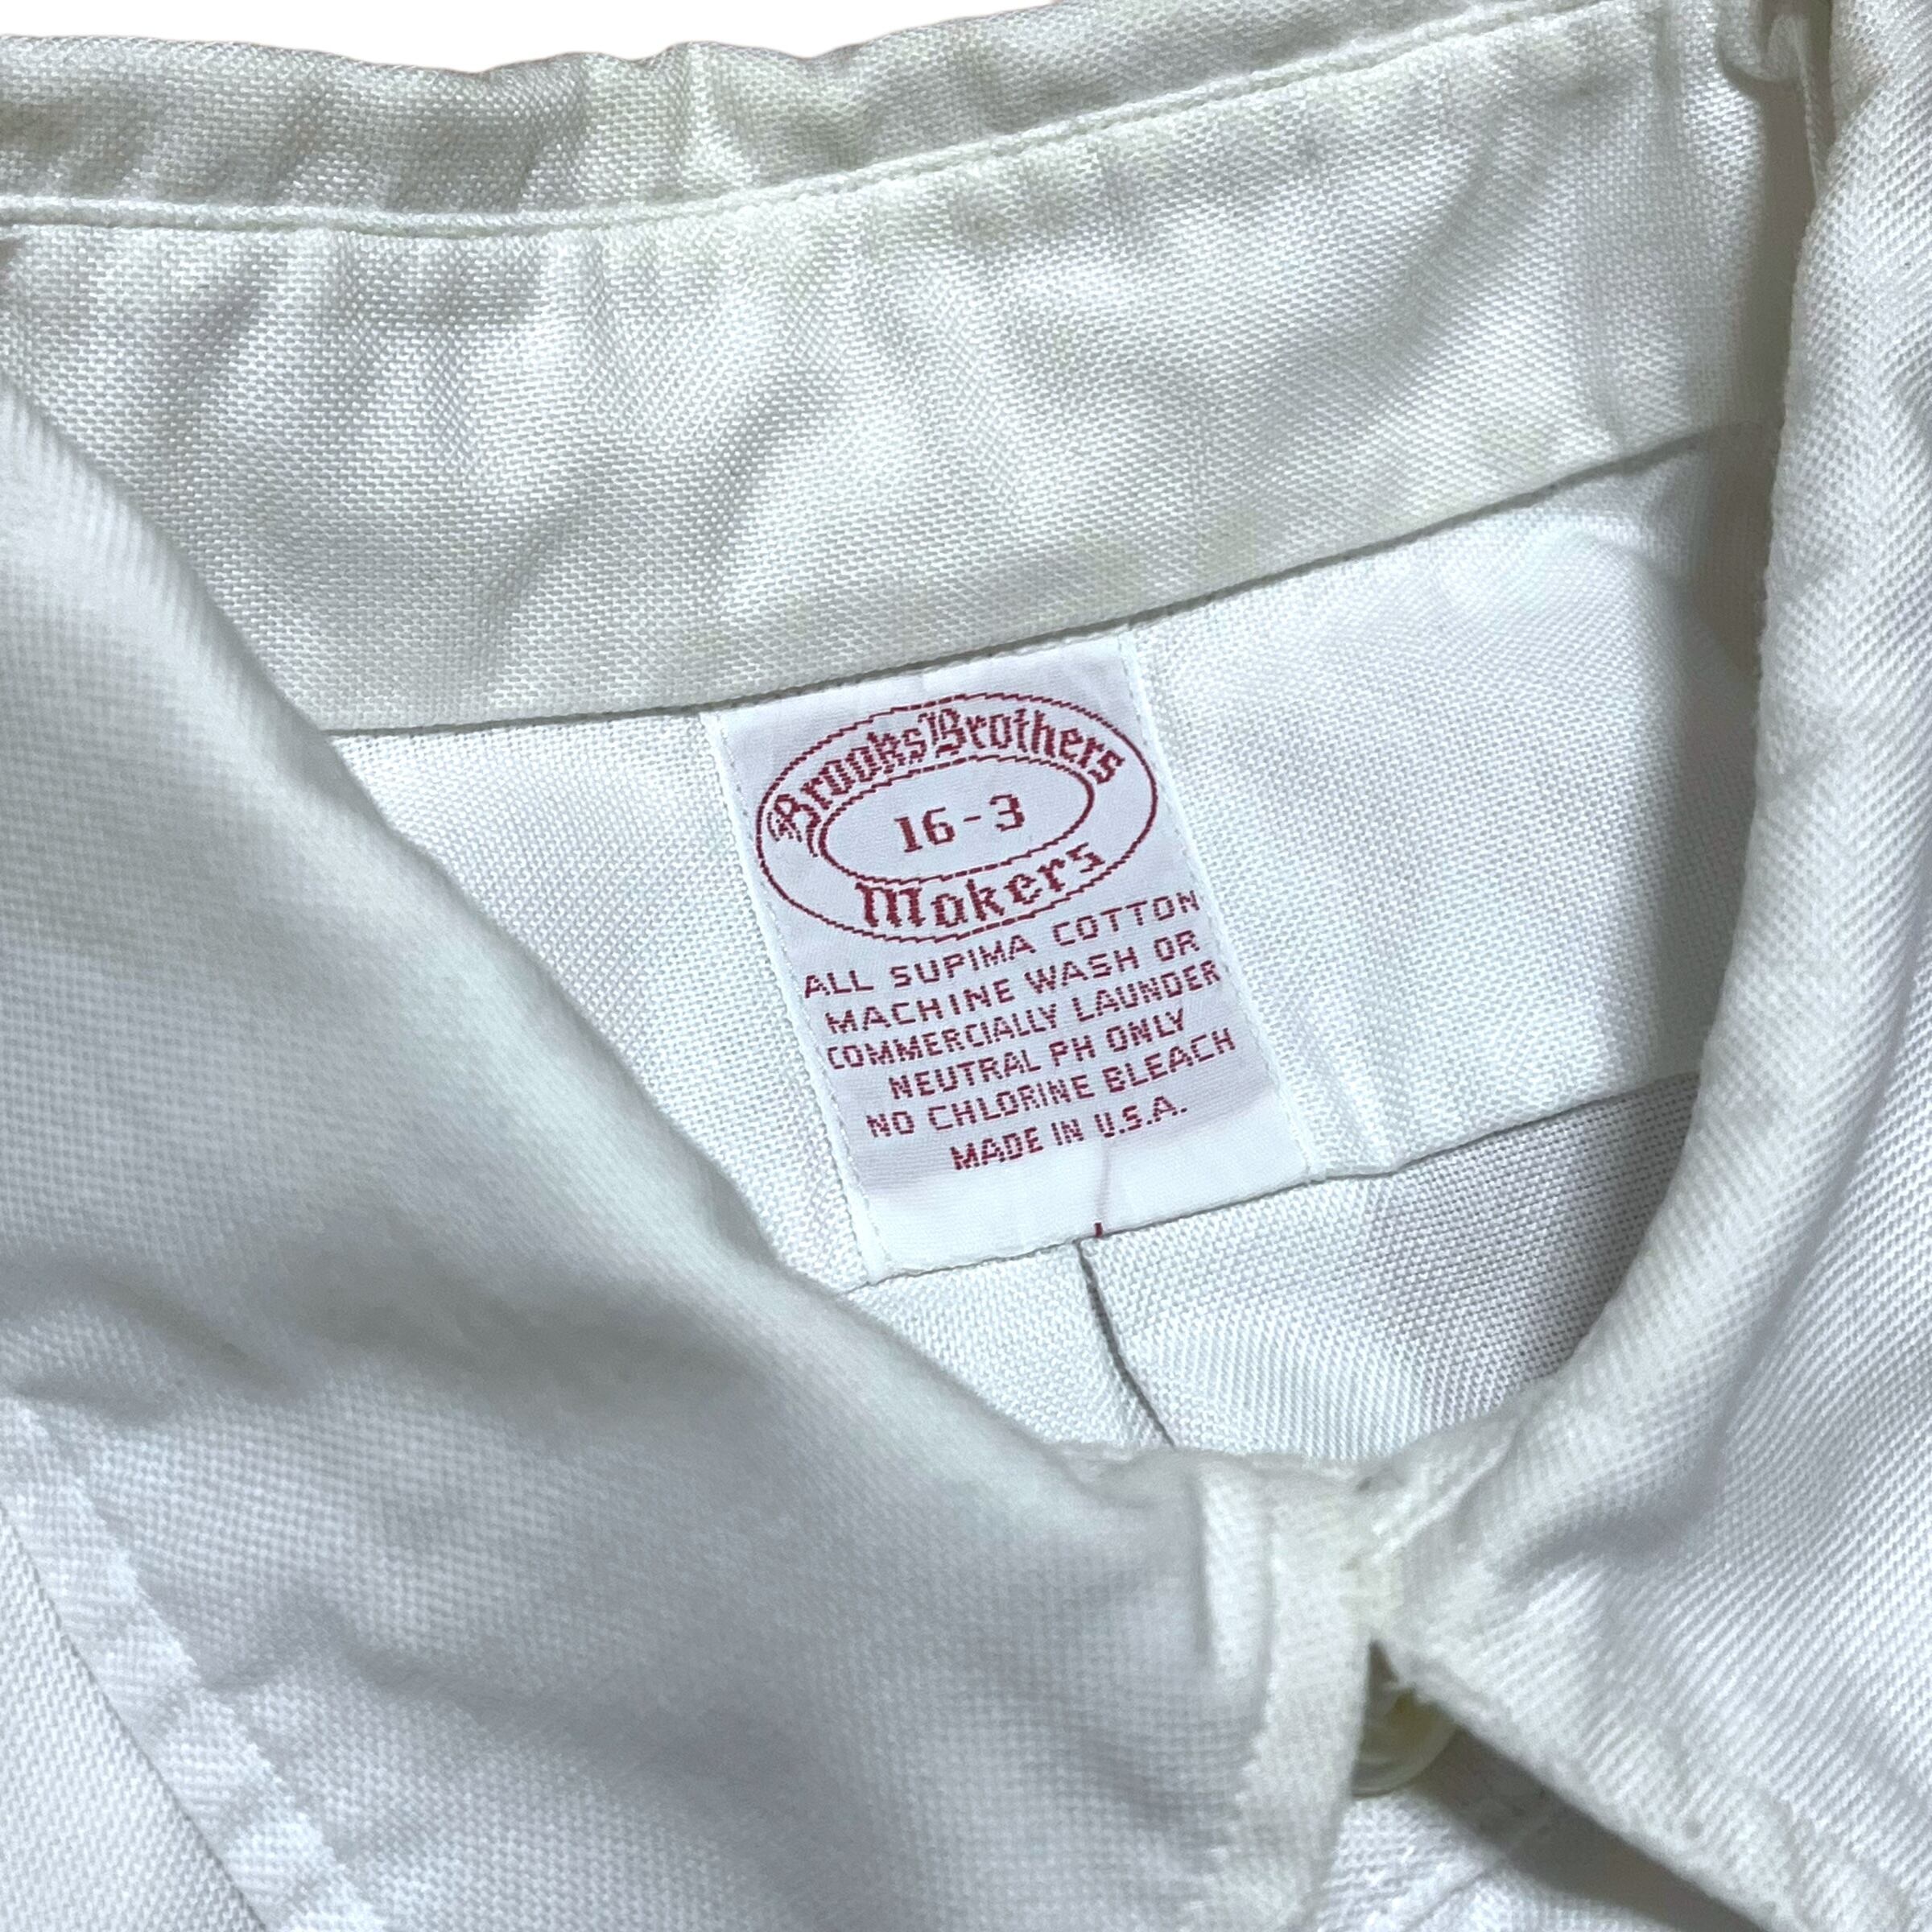 Brooks Brothers
16-3
Makers
ALL SUPIMA COTTON
MACHINE WASH OR
COMMERCIALLY LAUNDER
NEUTRAL PH ONLY
NO CHLORINE BLEACH
MADE IN U.S.A.